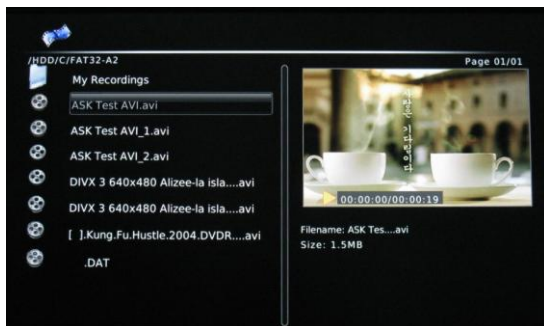 /HDD/C/FAT32-A2
Page 01/01
My Recordings
ASK Test AVI.avi
ASK Test AVI_1.avi
ASK Test AVI_2.avi
DIVX 3 640x480 Alizee-la isla....avi
DIVX 3 640x480 Alizee-la isla....avi
[ ].Kung.Fu.Hustle.2004.DVDR....avi
.DAT
00:00:00/00:00:19
Filename: ASK Tes....avi
Size: 1.5MB